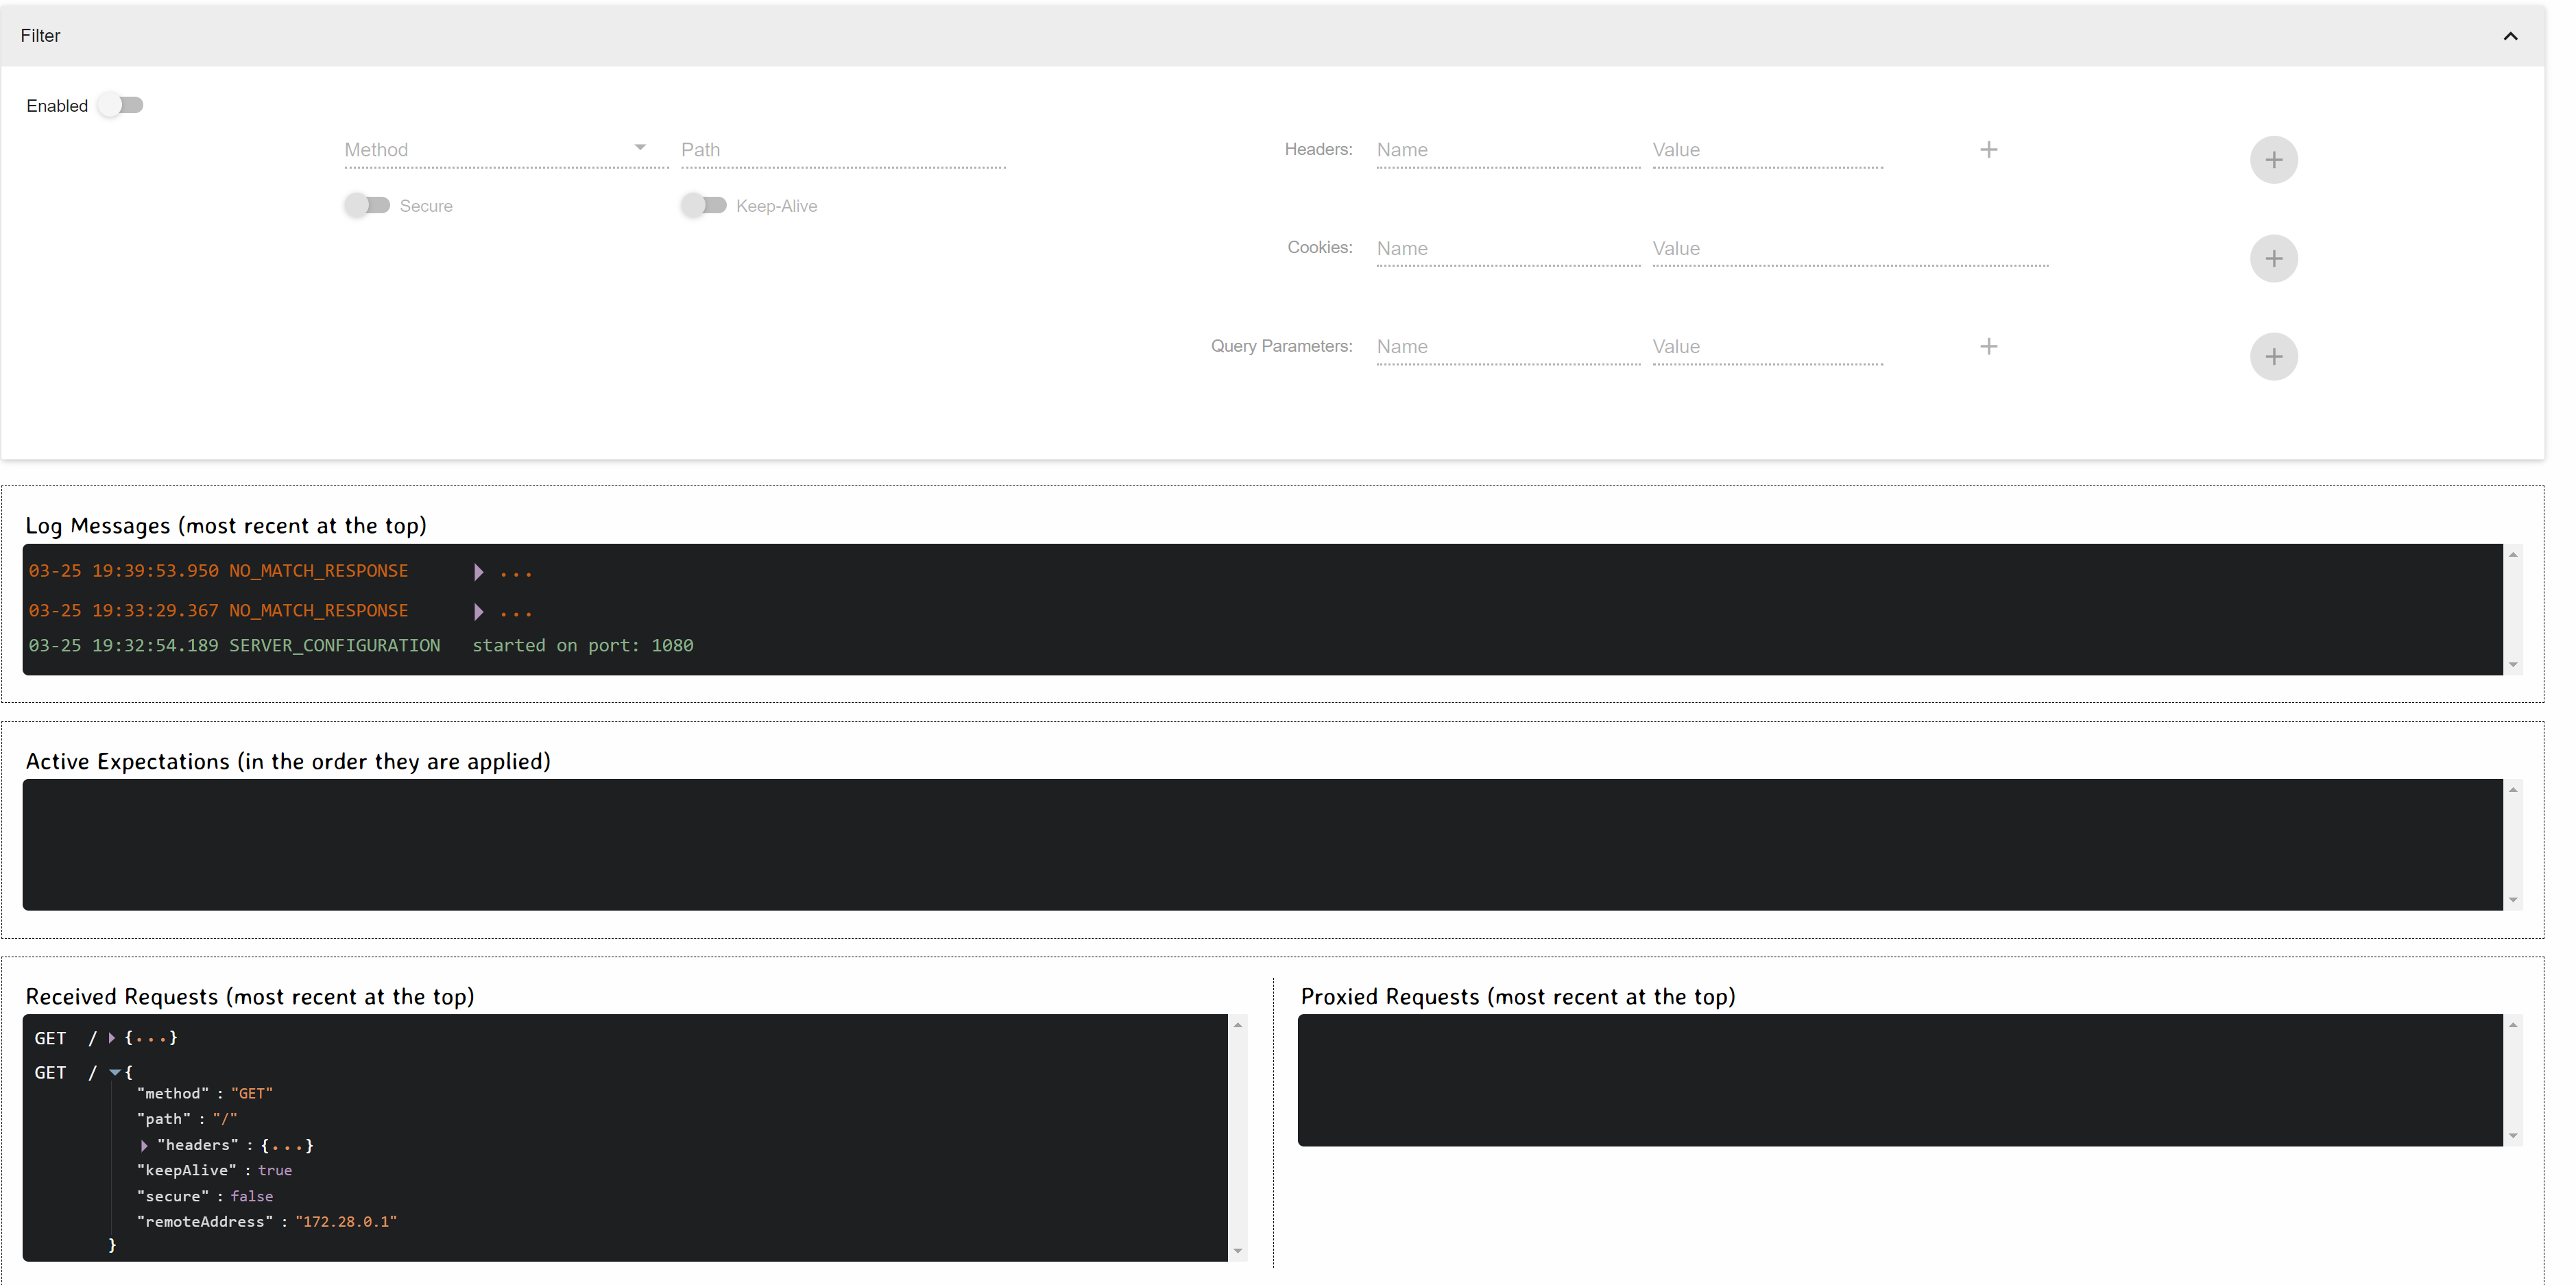 Filter
Enabled
Method Path Headers: Name Value +  +
Secure Keep-Alive
Cookies: Name Value +
Query Parameters: Name Value + +
Log Messages (most recent at the top)
03-25 19:39:53.950 NO_MATCH_RESPONSE ...
03-25 19:33:29.367 NO_MATCH_RESPONSE ...
03-25 19:32:54.189 SERVER_CONFIGURATION started on port: 1080
Active Expectations (in the order they are applied)
Received Requests (most recent at the top)
GET / {...}
GET / {
"method" : "GET"
"path" : "/"
"headers" : {...}
"keepAlive" : true
"secure" : false
"remoteAddress" : "172.28.0.1"
}
Proxied Requests (most recent at the top)